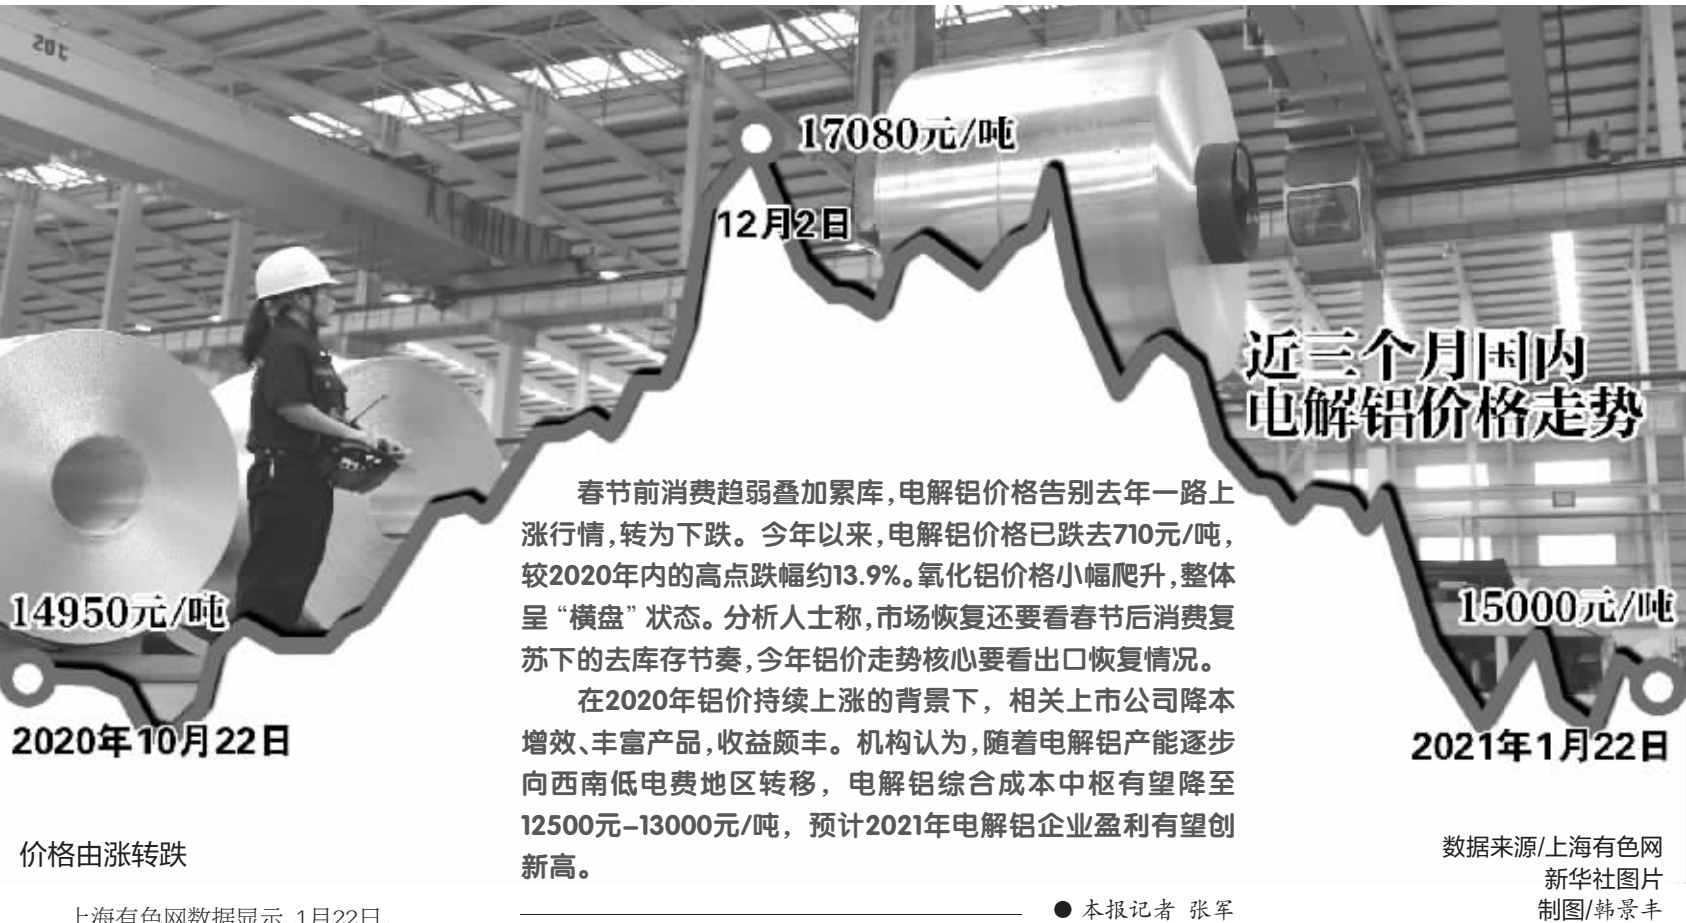 20t
17080元/吨
12月2日
近三个月国内
电解铝价格走势
14950元/吨
2020年10月22日
15000元/吨
2021年1月22日
春节前消费趋弱叠加累库,电解铝价格告别去年一路上
涨行情,转为下跌。今年以来,电解铝价格已跌去710元/吨,
较2020年内的高点跌幅约13.9%。氧化铝价格小幅爬升,整体
呈“横盘”状态。分析人士称,市场恢复还要看春节后消费复
苏下的去库存节奏,今年铝价走势核心要看出口恢复情况。
在2020年铝价持续上涨的背景下，相关上市公司降本
增效、丰富产品,收益颇丰。机构认为,随着电解铝产能逐步
向西南低电费地区转移，电解铝综合成本中枢有望降至
12500元-13000元/吨，预计2021年电解铝企业盈利有望创
新高。
● 本报记者 张军
价格由涨转跌
上海有色网数据显示,1月22日,
数据来源/上海有色网
新华社图片
制图/韩景丰